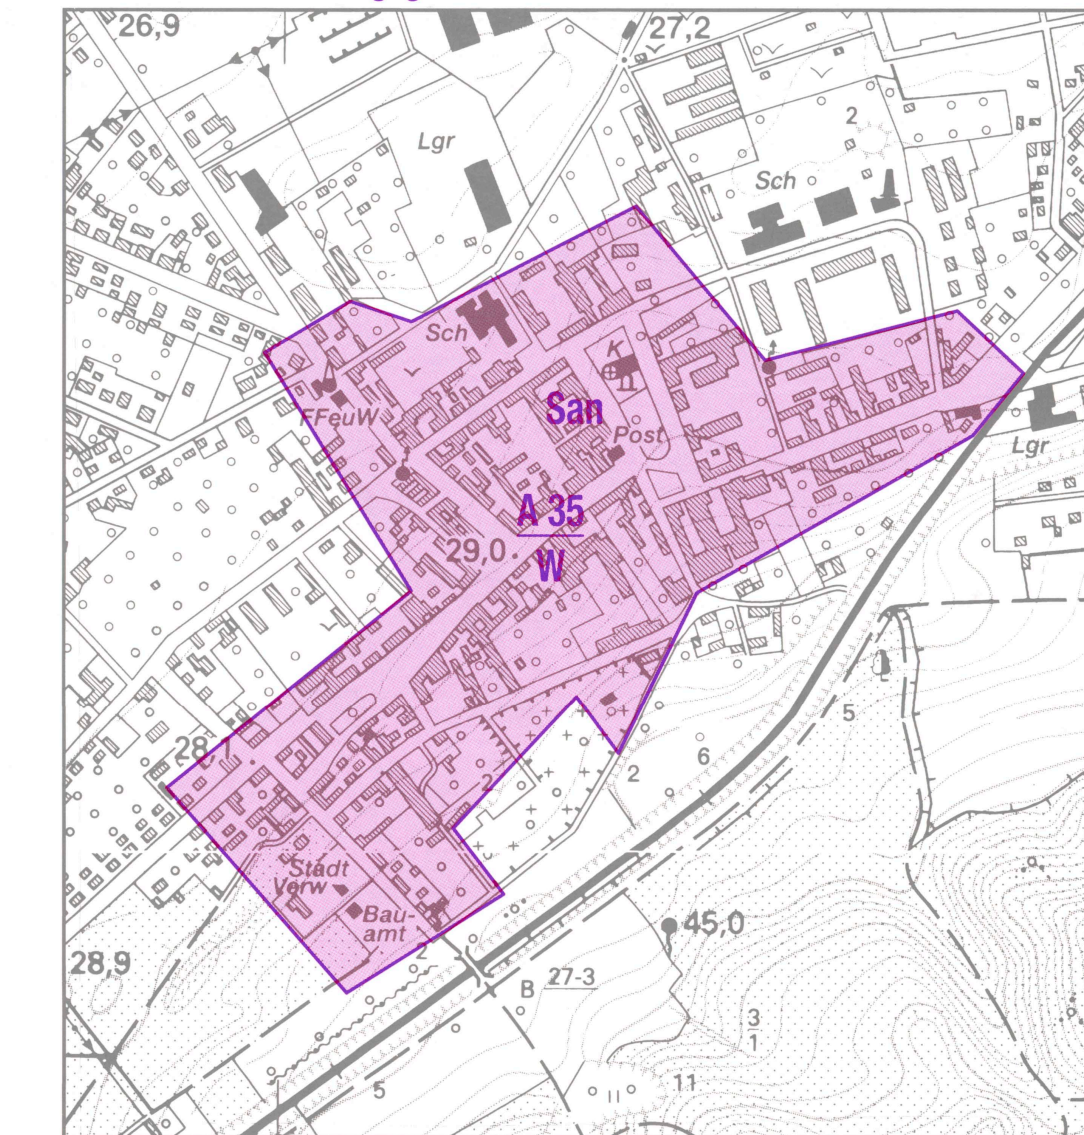 26,9
27,2
Lgr
2
Sch
Sch
K
FFeuW
San
Post
Lgr
A 35
W
29,0
28,1
5
6
2
2
Stadt
Verw
Bau-
amt
2
45,0
28,9
B 27-3
3
1
5
11